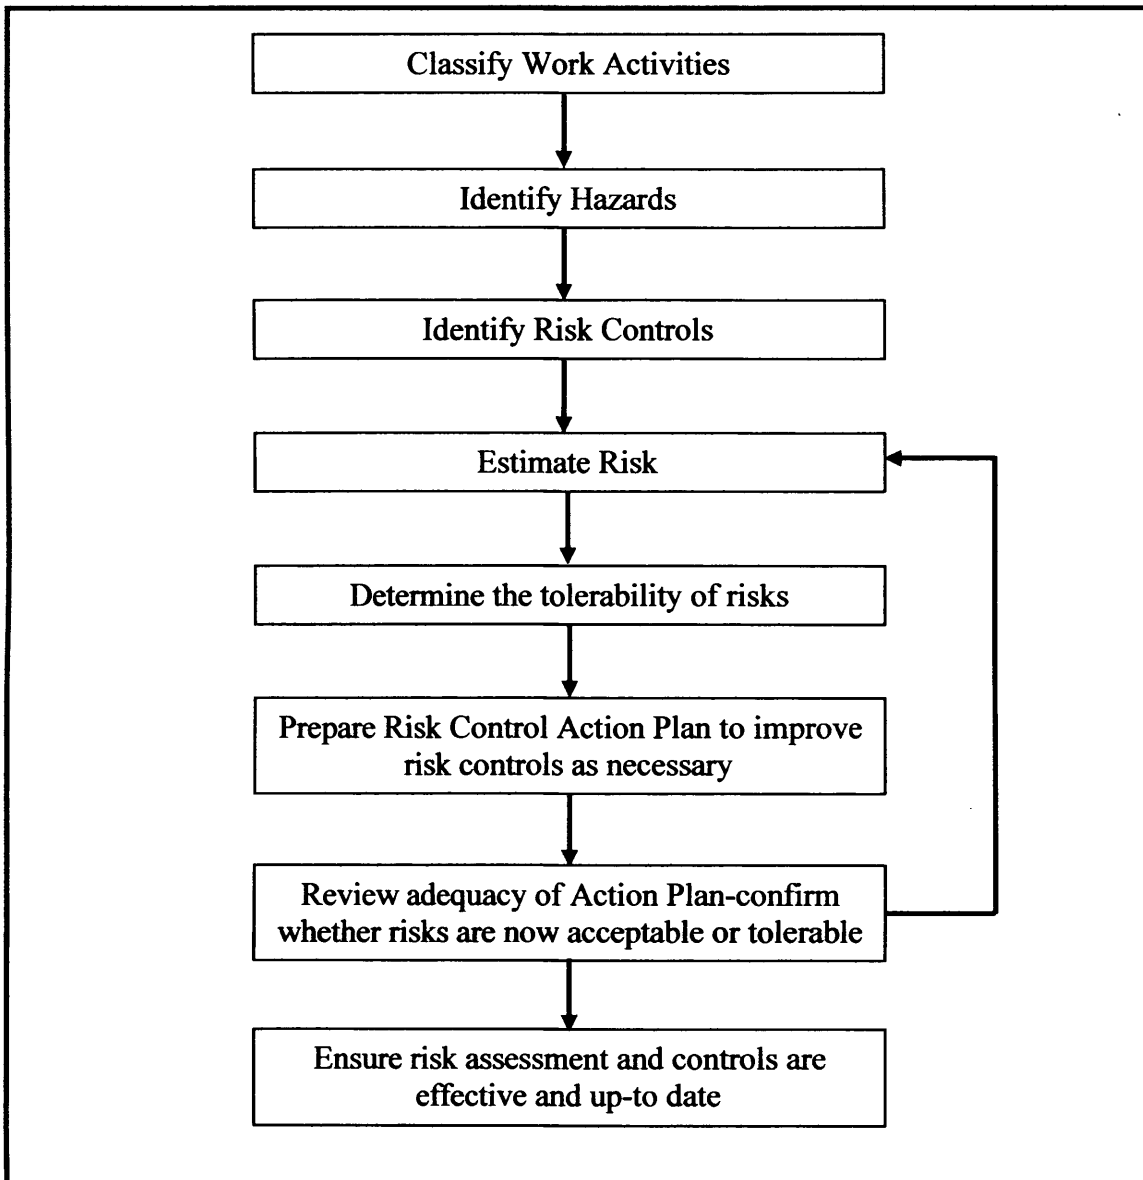 Classify Work Activities
Identify Hazards
Identify Risk Controls
Estimate Risk
Determine the tolerability of risks
Prepare Risk Control Action Plan to improve
risk controls as necessary
Review adequacy of Action Plan-confirm
whether risks are now acceptable or tolerable
Ensure risk assessment and controls are
effective and up-to date